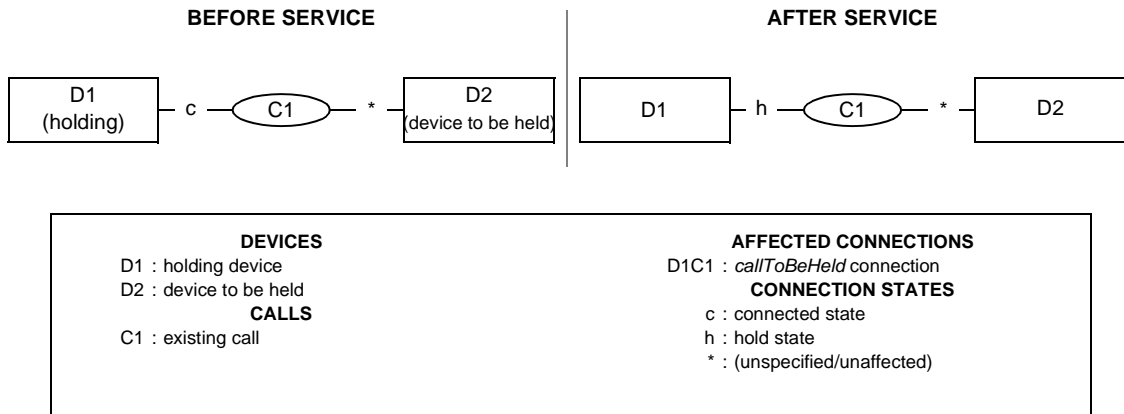 BEFORE SERVICE
AFTER SERVICE
D1
(holding)
c
C1
*
D2
(device to be held)
D1
h
C1
*
D2
DEVICES
D1 : holding device
D2 : device to be held
CALLS
C1 : existing call
AFFECTED CONNECTIONS
D1C1 : callToBeHeld connection
CONNECTION STATES
c : connected state
h : hold state
* : (unspecified/unaffected)